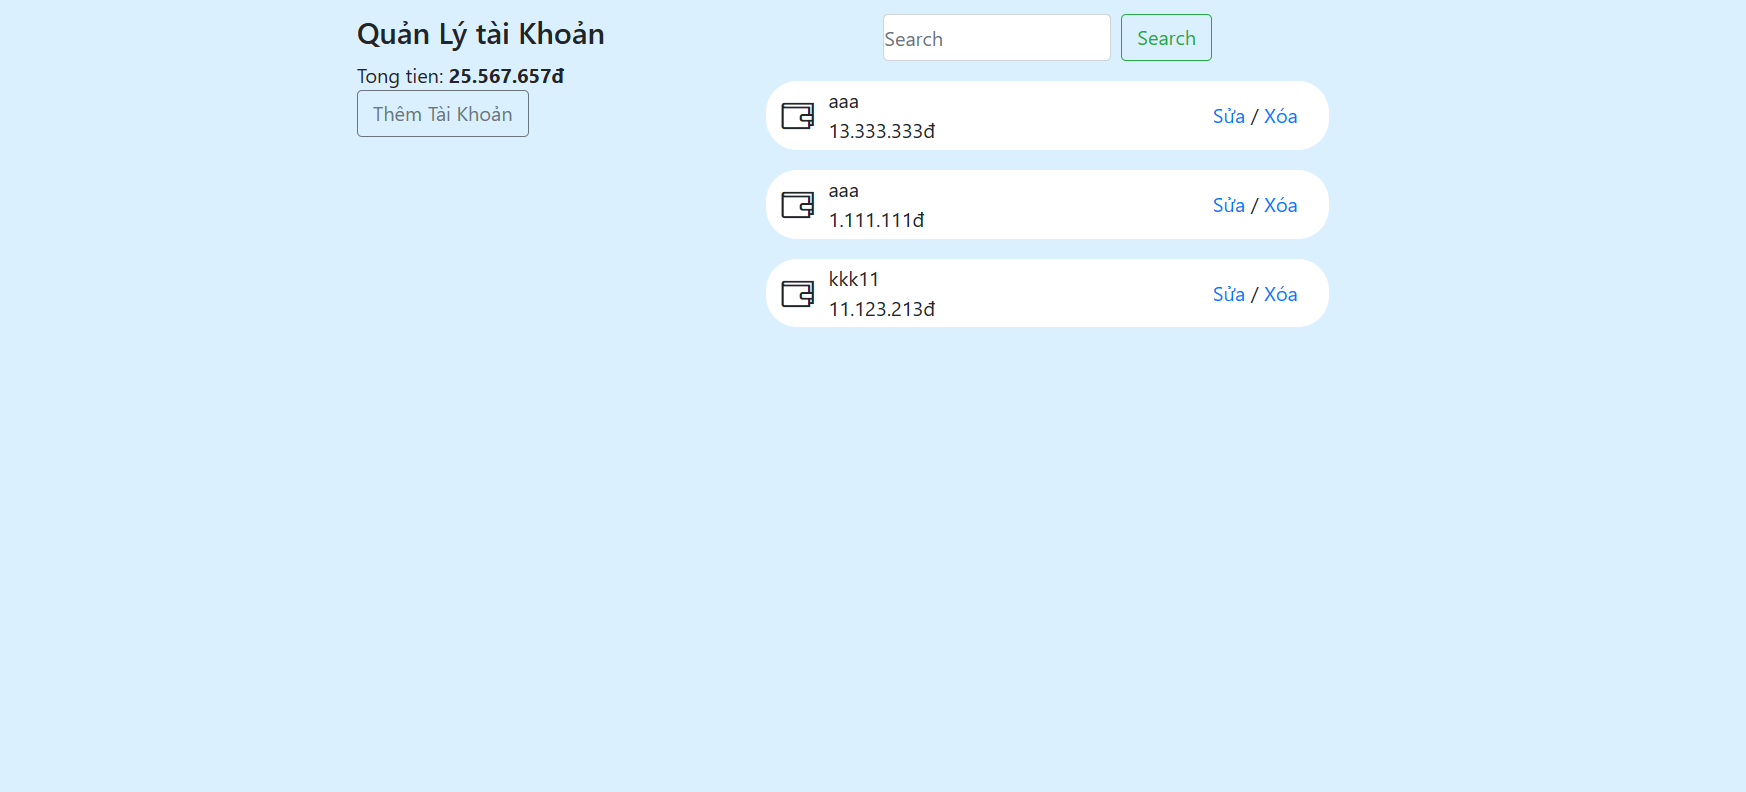 Quản Lý tài Khoản
Tong tien: 25.567.657đ
Thêm Tài Khoản
Search Search
aaa
13.333.333đ
Sửa / Xóa
aaa
1.111.111đ
Sửa / Xóa
kkk11
11.123.213đ
Sửa / Xóa